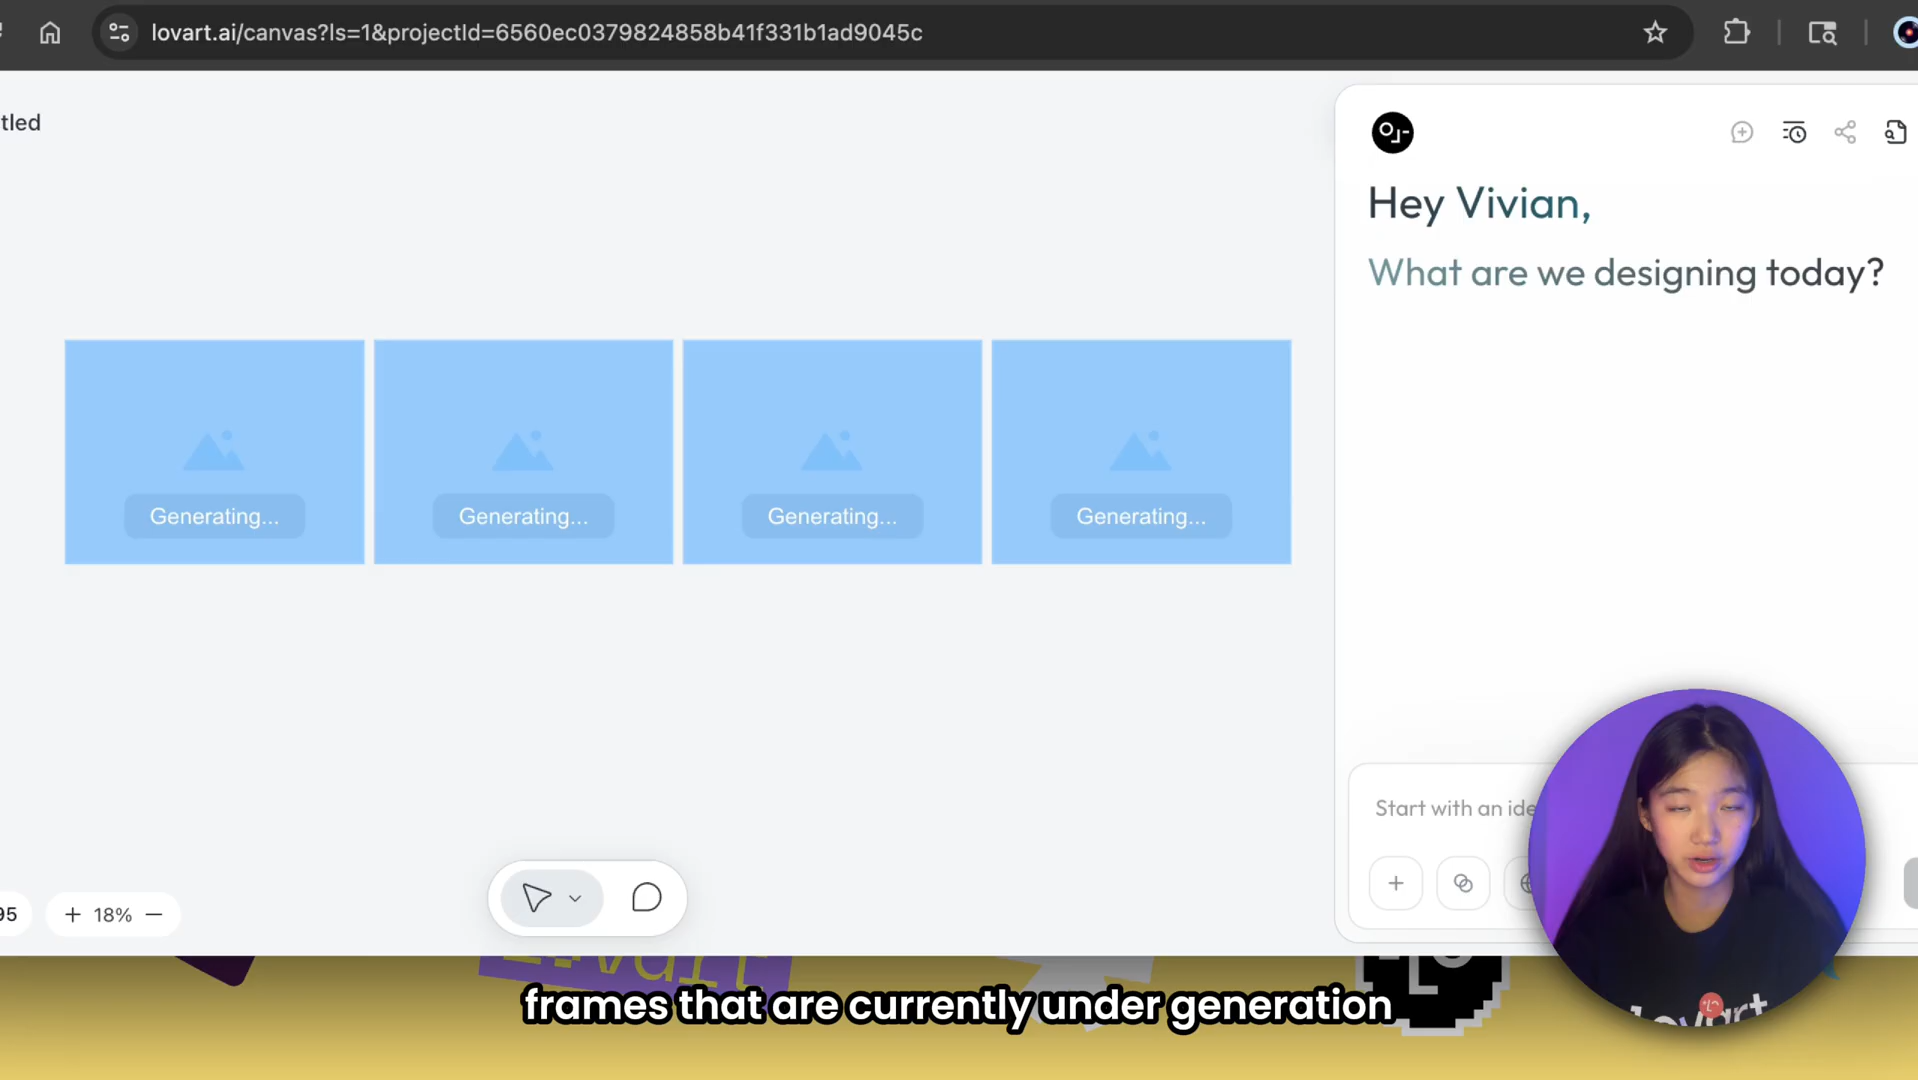 lovart.ai/canvas?ls=1&projectId=6560ec0379824858b41f331b1ad9045c
tled
Hey Vivian,
What are we designing today?
Generating...
Generating...
Generating...
Generating...
Start with an ide
95
18%
frames that are currently under generation